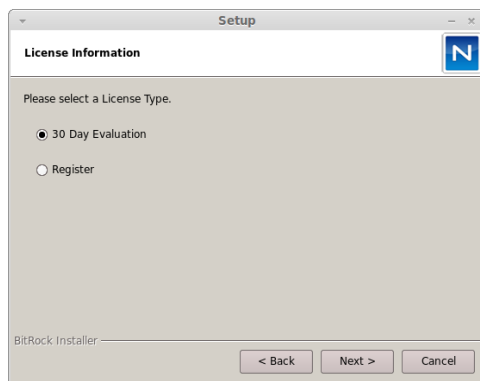 Setup
License Information
N
Please select a License Type.
30 Day Evaluation
Register
BitRock Installer
< Back Next > Cancel